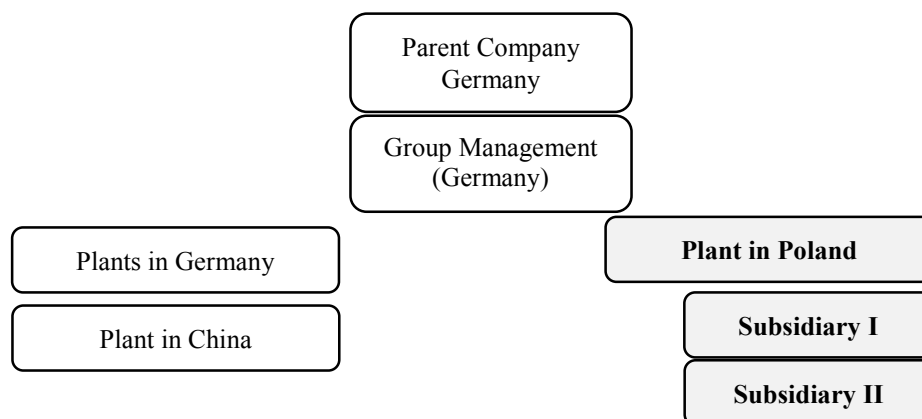 Parent Company
Germany
Group Management
(Germany)
Plants in Germany
Plant in China
Plant in Poland
Subsidiary I
Subsidiary II